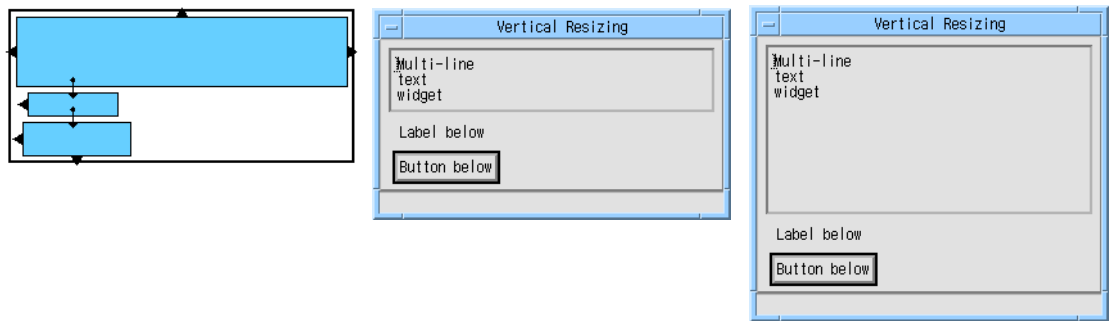 Vertical Resizing
Multi-line
text
widget
Label below
Button below
Vertical Resizing
Multi-line
text
widget
Label below
Button below